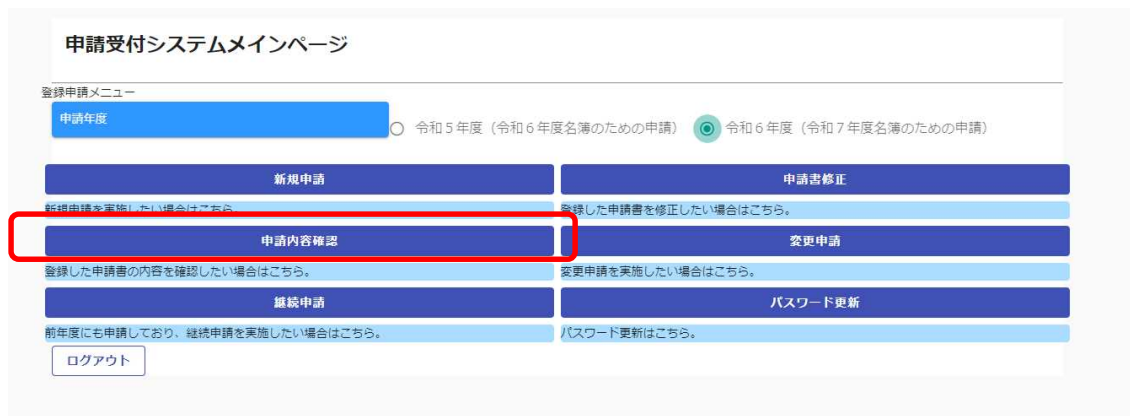 申請受付システムメインページ
登録申請メニュー
申請年度
令和５年度（令和６年度名簿のための申請） 令和６年度（令和７年度名簿のための申請）
新規申請 申請書修正
新規申請を実施したい場合はこちら。 登録した申請書を修正したい場合はこちら。
申請内容確認 変更申請
登録した申請書の内容を確認したい場合はこちら。 変更申請を実施したい場合はこちら。
継続申請 パスワード更新
前年度にも申請しており、継続申請を実施したい場合はこちら。 パスワード更新はこちら。
ログアウト